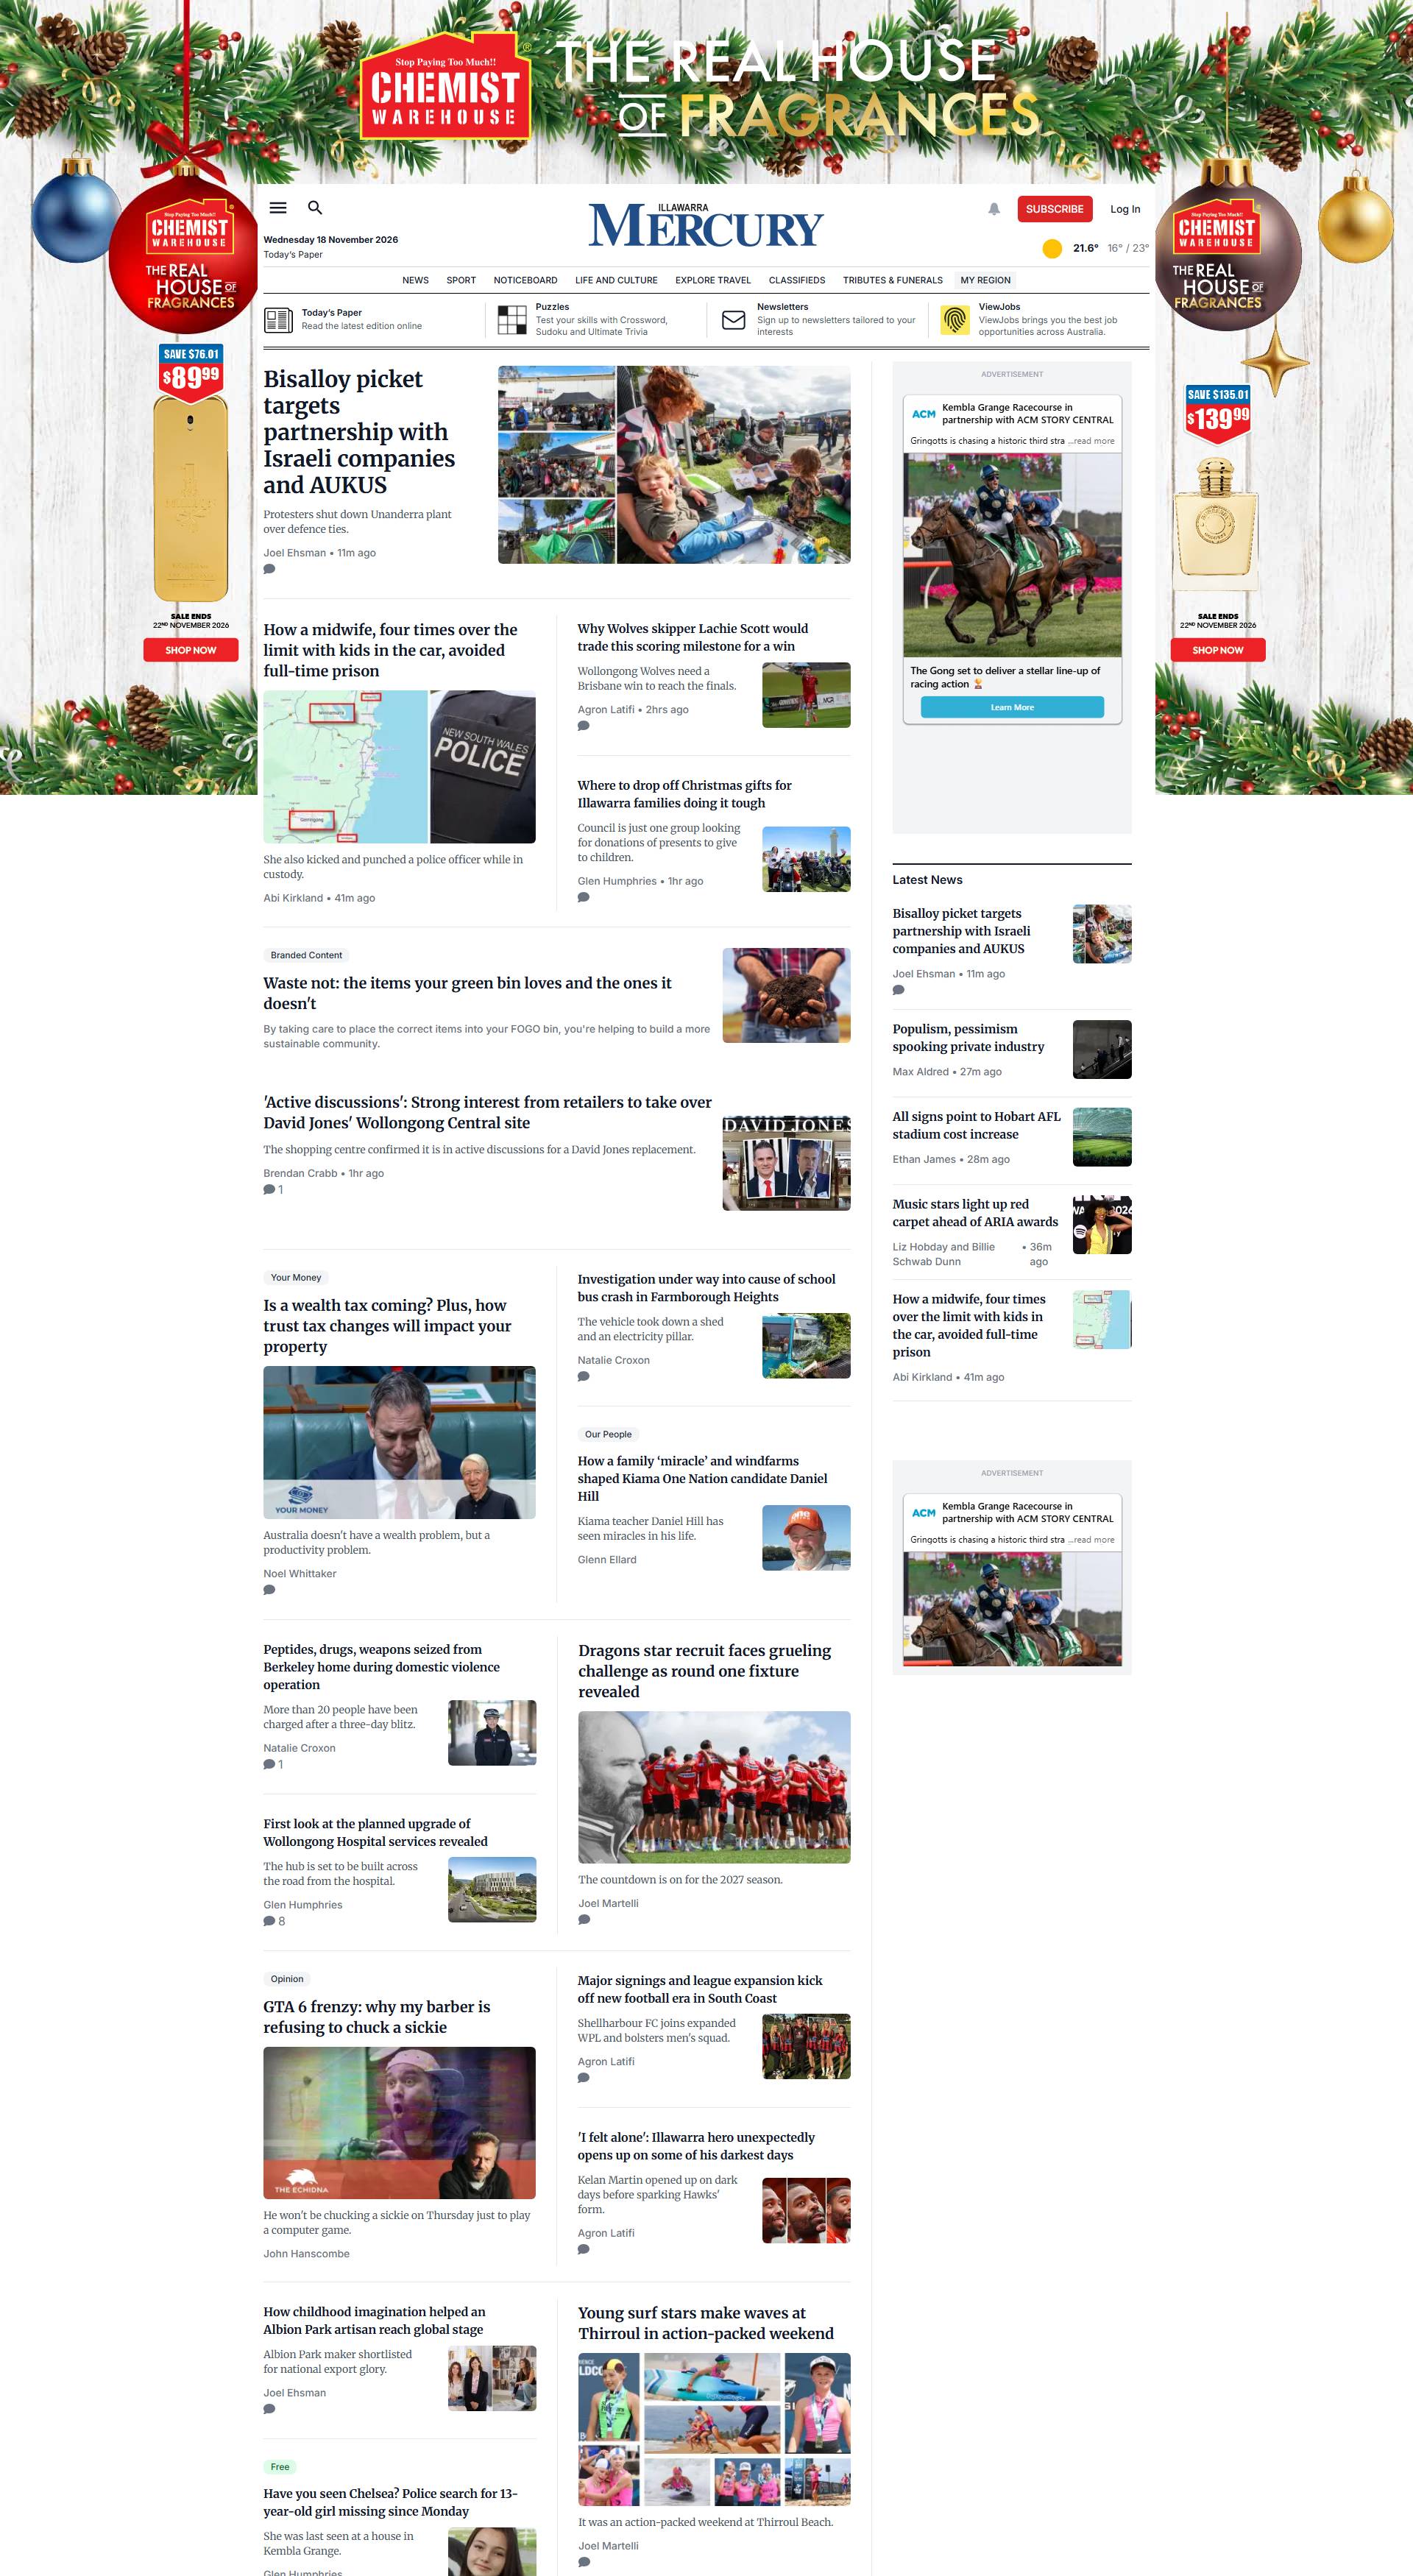 Stop Paying Too Much!!
CHEMIST
WAREHOUSE
THE REAL HOUSE
OF FRAGRANCES
Stop Paying Too Much!!
CHEMIST
WAREHOUSE
THE REAL
HOUSE OF
FRAGRANCES
SAVE $76.01
$8999
SALE ENDS
22ND NOVEMBER 2026
SHOP NOW
Stop Paying Too Much!!
CHEMIST
WAREHOUSE
THE REAL
HOUSE OF
FRAGRANCES
SAVE $135.01
$13999
SALE ENDS
22ND NOVEMBER 2026
SHOP NOW
Wednesday 18 November 2026
Today's Paper
ILLAWARRA
MERCURY
SUBSCRIBE
Log In
21.6° 16° / 23°
NEWS SPORT NOTICEBOARD LIFE AND CULTURE EXPLORE TRAVEL CLASSIFIEDS TRIBUTES & FUNERALS MY REGION
Today's Paper
Read the latest edition online
Puzzles
Test your skills with Crossword,
Sudoku and Ultimate Trivia
Newsletters
Sign up to newsletters tailored to your
interests
ViewJobs
ViewJobs brings you the best job
opportunities across Australia.
Bisalloy picket
targets
partnership with
Israeli companies
and AUKUS
Protesters shut down Unanderra plant
over defence ties.
Joel Ehsman • 11m ago
How a midwife, four times over the
limit with kids in the car, avoided
full-time prison
Gerringong
NEW SOUTH WALES
POLICE
She also kicked and punched a police officer while in
custody.
Abi Kirkland • 41m ago
Why Wolves skipper Lachie Scott would
trade this scoring milestone for a win
Wollongong Wolves need a
Brisbane win to reach the finals.
Agron Latifi • 2hrs ago
Where to drop off Christmas gifts for
Illawarra families doing it tough
Council is just one group looking
for donations of presents to give
to children.
Glen Humphries • 1hr ago
Branded Content
Waste not: the items your green bin loves and the ones it
doesn't
By taking care to place the correct items into your FOGO bin, you're helping to build a more
sustainable community.
'Active discussions': Strong interest from retailers to take over
David Jones' Wollongong Central site
The shopping centre confirmed it is in active discussions for a David Jones replacement.
Brendan Crabb • 1hr ago
1
DAVID JONES
Your Money
Is a wealth tax coming? Plus, how
trust tax changes will impact your
property
YOUR MONEY
Australia doesn't have a wealth problem, but a
productivity problem.
Noel Whittaker
Investigation under way into cause of school
bus crash in Farmborough Heights
The vehicle took down a shed
and an electricity pillar.
Natalie Croxon
Our People
How a family ‘miracle’ and windfarms
shaped Kiama One Nation candidate Daniel
Hill
Kiama teacher Daniel Hill has
seen miracles in his life.
Glenn Ellard
Peptides, drugs, weapons seized from
Berkeley home during domestic violence
operation
More than 20 people have been
charged after a three-day blitz.
Natalie Croxon
1
First look at the planned upgrade of
Wollongong Hospital services revealed
The hub is set to be built across
the road from the hospital.
Glen Humphries
8
Dragons star recruit faces grueling
challenge as round one fixture
revealed
The countdown is on for the 2027 season.
Joel Martelli
Opinion
GTA 6 frenzy: why my barber is
refusing to chuck a sickie
THE ECHIDNA
He won't be chucking a sickie on Thursday just to play
a computer game.
John Hanscombe
Major signings and league expansion kick
off new football era in South Coast
Shellharbour FC joins expanded
WPL and bolsters men's squad.
Agron Latifi
'I felt alone': Illawarra hero unexpectedly
opens up on some of his darkest days
Kelan Martin opened up on dark
days before sparking Hawks'
form.
Agron Latifi
How childhood imagination helped an
Albion Park artisan reach global stage
Albion Park maker shortlisted
for national export glory.
Joel Ehsman
Free
Have you seen Chelsea? Police search for 13-
year-old girl missing since Monday
She was last seen at a house in
Kembla Grange.
Glen Humphries
Young surf stars make waves at
Thirroul in action-packed weekend
It was an action-packed weekend at Thirroul Beach.
Joel Martelli
ADVERTISEMENT
ACM
Kembla Grange Racecourse in
partnership with ACM STORY CENTRAL
Gringotts is chasing a historic third stra ...read more
The Gong set to deliver a stellar line-up of
racing action
Learn More
Latest News
Bisalloy picket targets
partnership with Israeli
companies and AUKUS
Joel Ehsman • 11m ago
Populism, pessimism
spooking private industry
Max Aldred • 27m ago
All signs point to Hobart AFL
stadium cost increase
Ethan James • 28m ago
Music stars light up red
carpet ahead of ARIA awards
Liz Hobday and Billie
Schwab Dunn
• 36m
ago
How a midwife, four times
over the limit with kids in
the car, avoided full-time
prison
Abi Kirkland • 41m ago
ADVERTISEMENT
ACM
Kembla Grange Racecourse in
partnership with ACM STORY CENTRAL
Gringotts is chasing a historic third stra ...read more